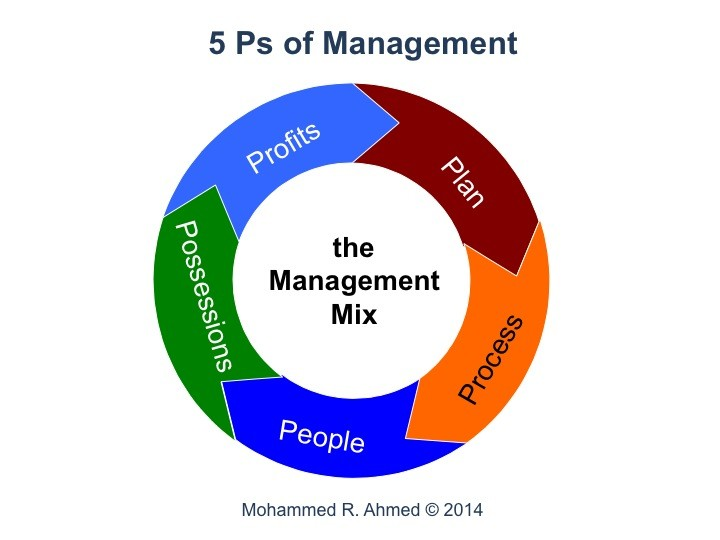 5 Ps of Management
Profits
Plan
Possessions
the
Management
Mix
Process
People
Mohammed R. Ahmed © 2014